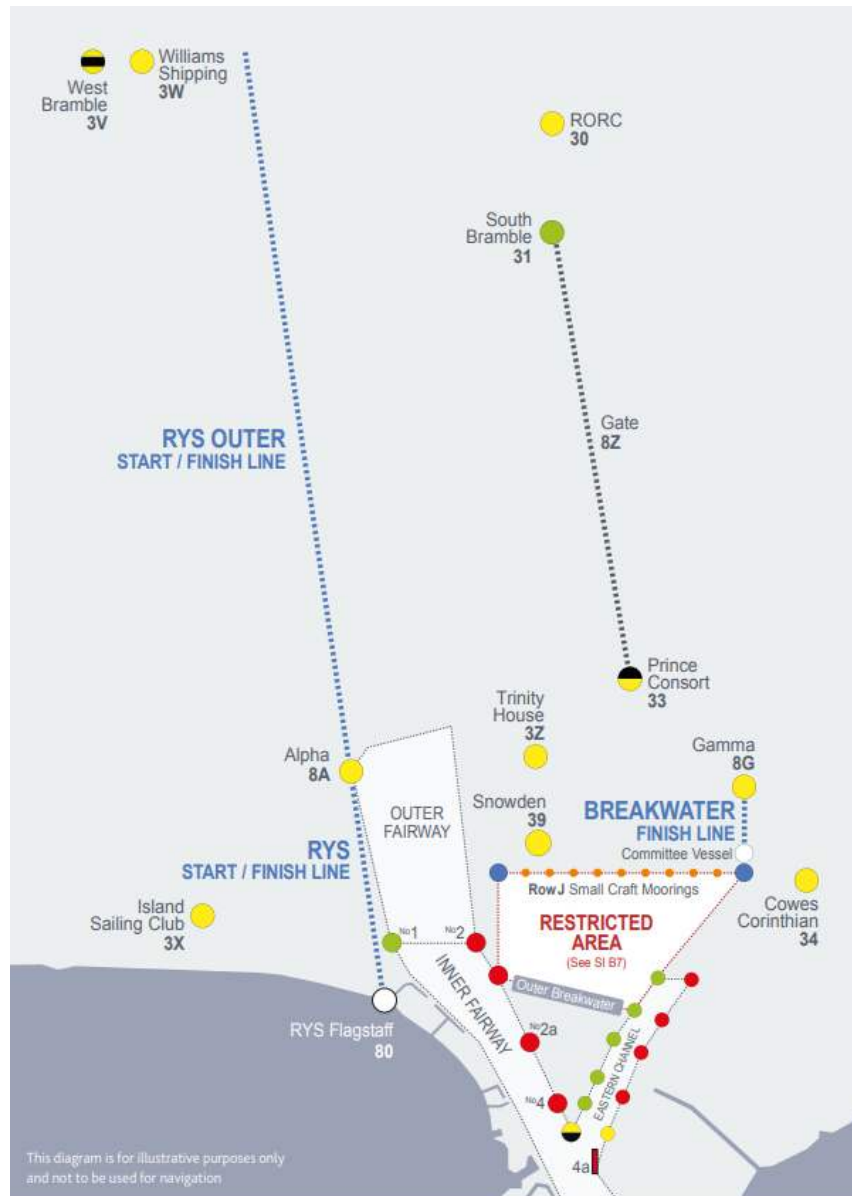 West
Bramble
3V
Williams
Shipping
3W
RORC
30
South
Bramble
31
Gate
8Z
RYS OUTER
START / FINISH LINE
Prince
Consort
33
Trinity
House
3Z
Alpha
8A
Gamma
8G
OUTER
FAIRWAY
Snowden
39
BREAKWATER
FINISH LINE
Committee Vessel
RYS
START / FINISH LINE
Row J Small Craft Moorings
Island
Sailing Club
3X
RESTRICTED
AREA
(See SI B7)
Cowes
Corinthian
34
No1
No2
Outer Breakwater
INNER FAIRWAY
RYS Flagstaff
80
No2a
EASTERN CHANNEL
No4
4a
This diagram is for illustrative purposes only
and not to be used for navigation